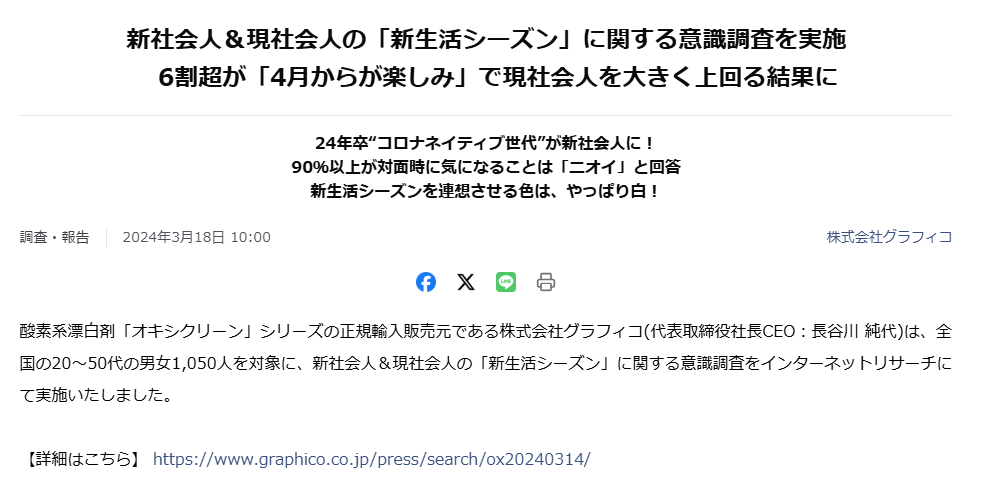 新社会人＆現社会人の「新生活シーズン」に関する意識調査を実施
6割超が「4月からが楽しみ」で現社会人を大きく上回る結果に
24年卒“コロナネイティブ世代”が新社会人に！
90%以上が対面時に気になることは「ニオイ」と回答
新生活シーズンを連想させる色は、やっぱり白！
調査・報告 2024年3月18日 10:00 株式会社グラフィコ
LINE
酸素系漂白剤「オキシクリーン」シリーズの正規輸入販売元である株式会社グラフィコ(代表取締役社長CEO：長谷川 純代)は、全
国の20～50代の男女1,050人を対象に、新社会人＆現社会人の「新生活シーズン」に関する意識調査をインターネットリサーチに
て実施いたしました。
【詳細はこちら】 https://www.graphico.co.jp/press/search/ox20240314/